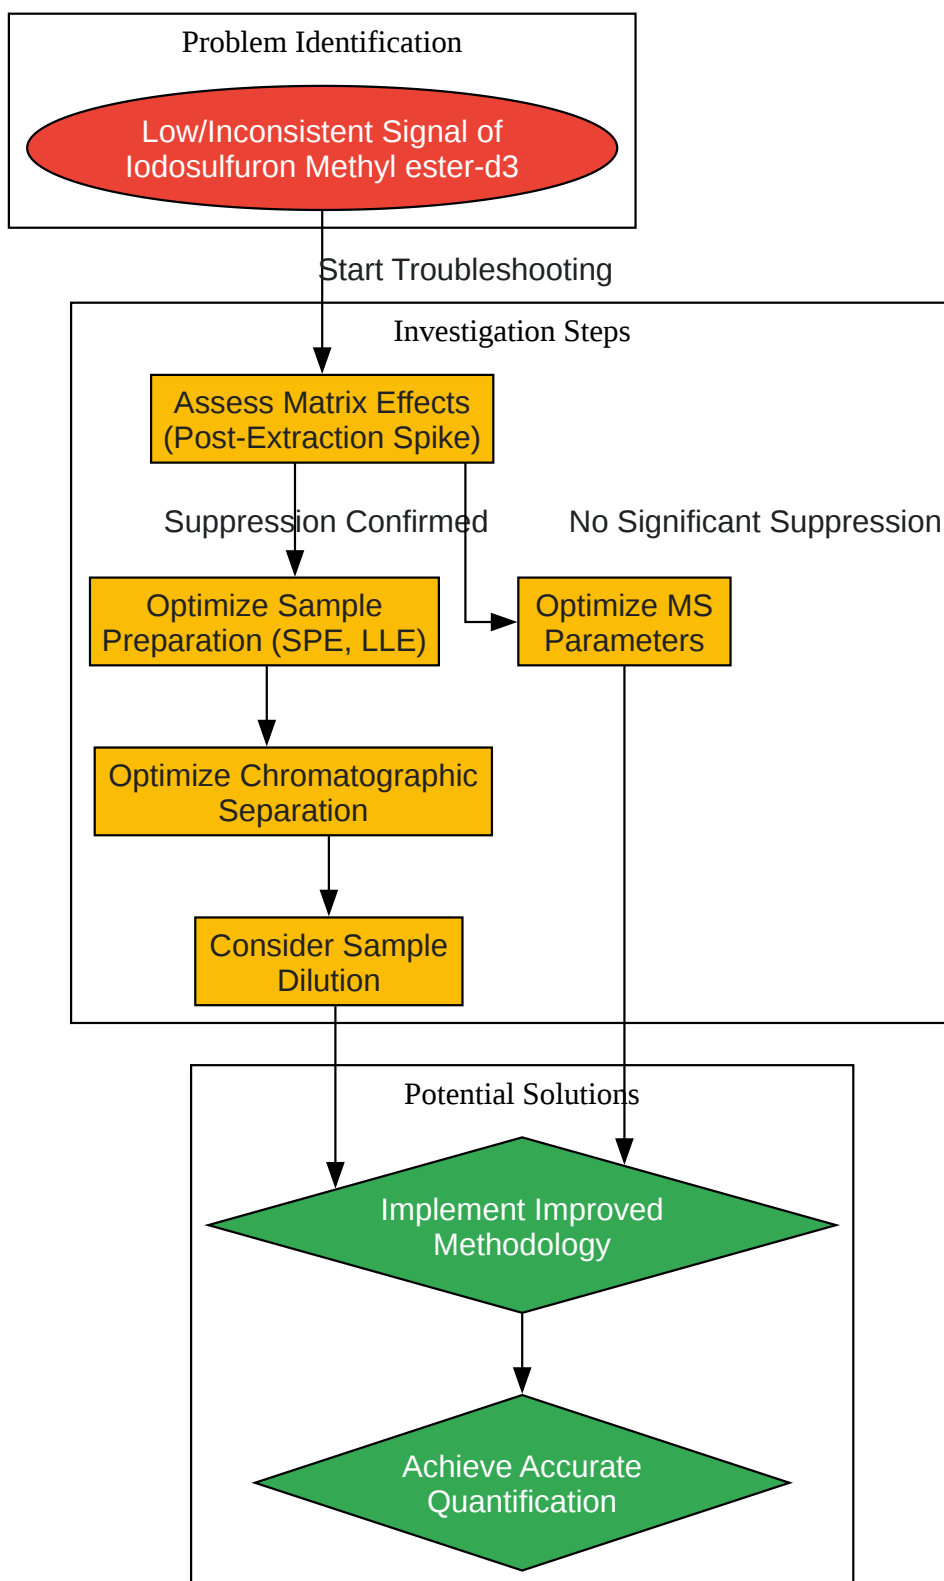 Problem Identification
Low/Inconsistent Signal of
Iodosulfuron Methyl ester-d3
Start Troubleshooting
Investigation Steps
Assess Matrix Effects
(Post-Extraction Spike)
Suppression Confirmed
No Significant Suppression
Optimize Sample
Preparation (SPE, LLE)
Optimize MS
Parameters
Optimize Chromatographic
Separation
Consider Sample
Dilution
Potential Solutions
Implement Improved
Methodology
Achieve Accurate
Quantification